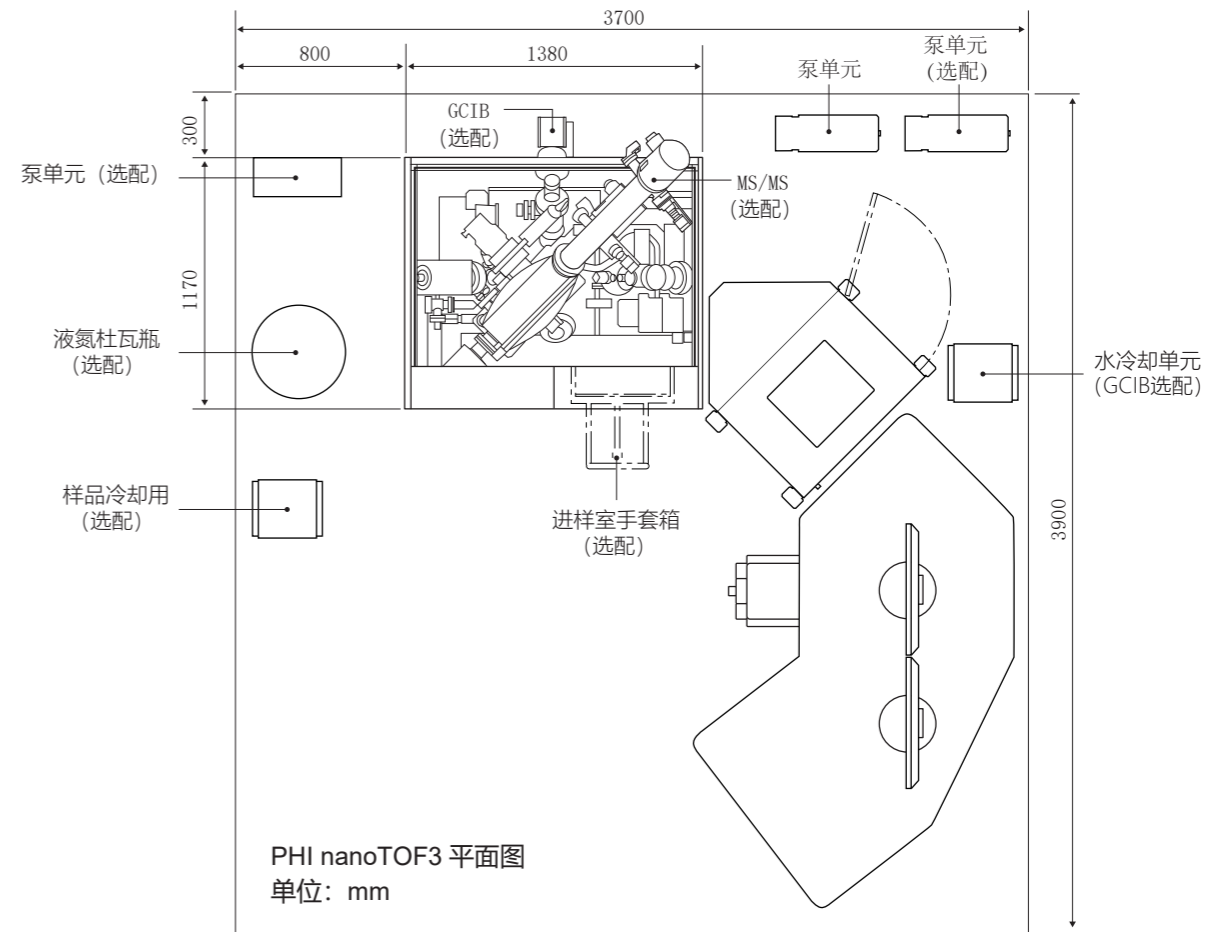 3700
800
1380
泵单元
泵单元
(选配)
300
GCIB
(选配)
泵单元（选配）
MS/MS
(选配)
1170
液氮杜瓦瓶
(选配)
水冷却单元
(GCIB选配)
样品冷却用
(选配)
进样室手套箱
(选配)
3900
PHI nanoTOF3 平面图
单位：mm